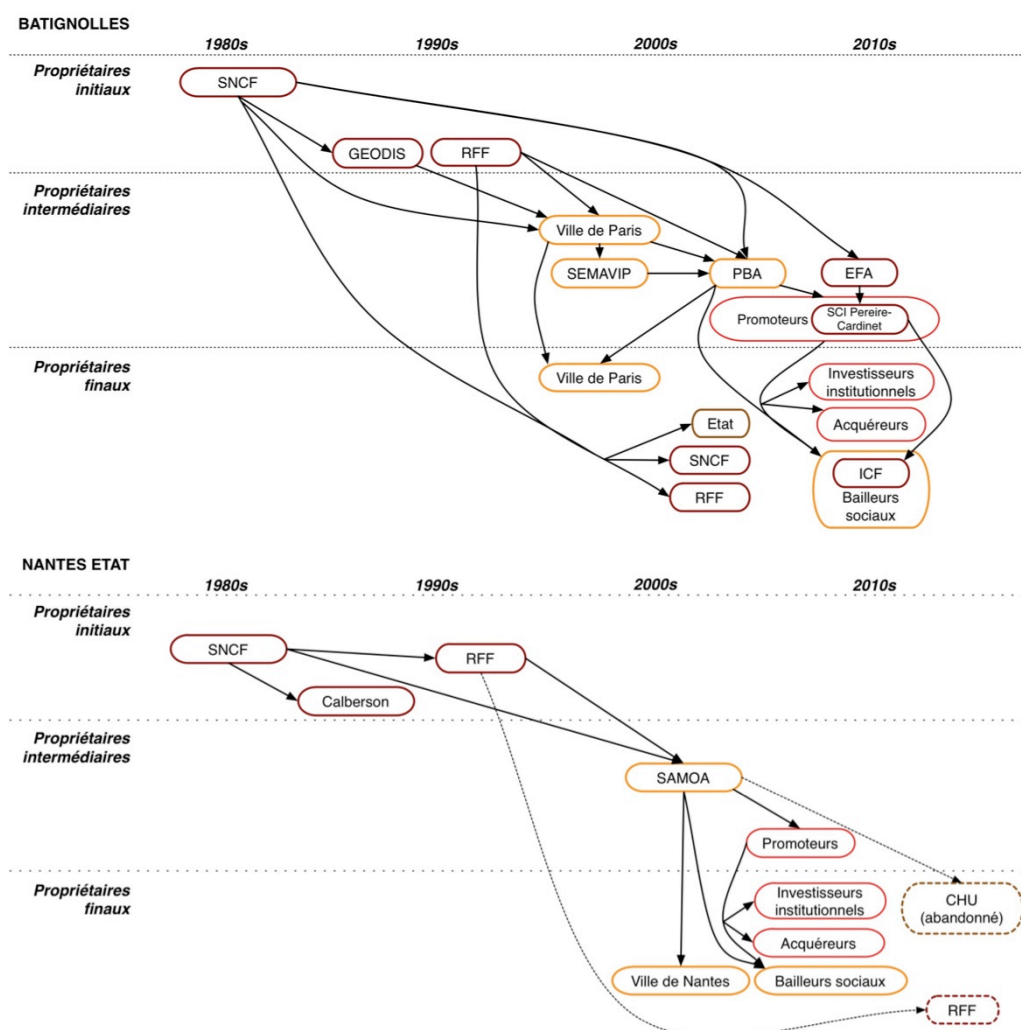 BATIGNOLLES
1980s 1990s 2000s 2010s
Propriétaires
initiaux
SNCF
GEODIS RFF
Propriétaires
intermédiaires
Ville de Paris
SEMAVIP PBA EFA
Promoteurs
SCI Pereire-
Cardinet
Propriétaires
finaux
Ville de Paris
Investisseurs
institutionnels
Etat
Acquéreurs
SNCF
ICF
RFF
Bailleurs
sociaux
NANTES ETAT
1980s 1990s 2000s 2010s
Propriétaires
initiaux
SNCF RFF
Calberson
Propriétaires
intermédiaires
SAMOA
Promoteurs
Propriétaires
finaux
Investisseurs
institutionnels
CHU
(abandonné)
Acquéreurs
Ville de Nantes Bailleurs sociaux
RFF